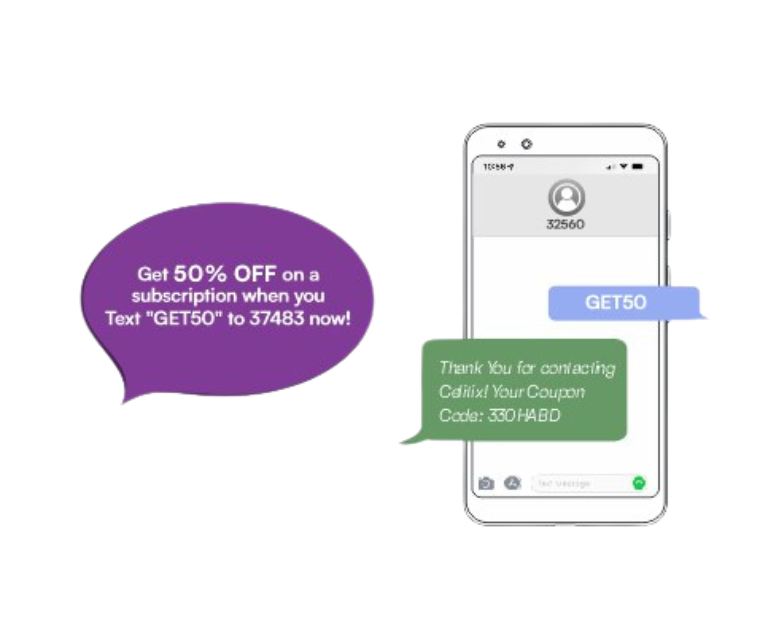 Get 50% OFF on a
subscription when you
Text "GET50" to 37483 now!
10:56
32560
GET50
Thank You for contacting
Celitix! Your Coupon
Code: 330HABD
Text Message